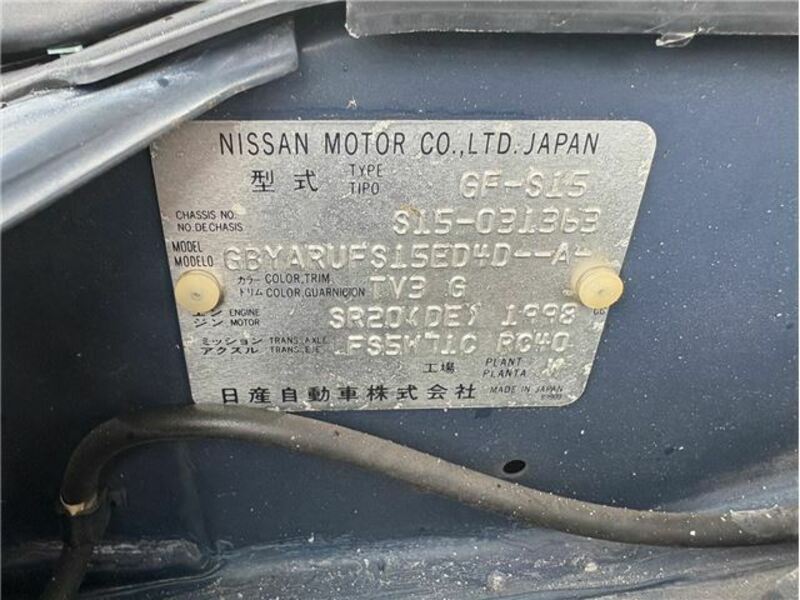 NISSAN MOTOR CO.,LTD. JAPAN
型式 TYPE TIPO GF-S15
CHASSIS NO. NO. DE CHASIS S15-031363
MODEL MODELO GBYARUFS15ED4D--A-
カラー COLOR, TRIM
トリム COLOR, GUARNICION TV3 G
エン ENGINE
ジン MOTOR SR20(DE) 1998 CC
ミッション TRANS. AXLE
アクスル TRANS. EJE FS5W71C RC40
工場 PLANT PLANTA
日産自動車株式会社 MADE IN JAPAN